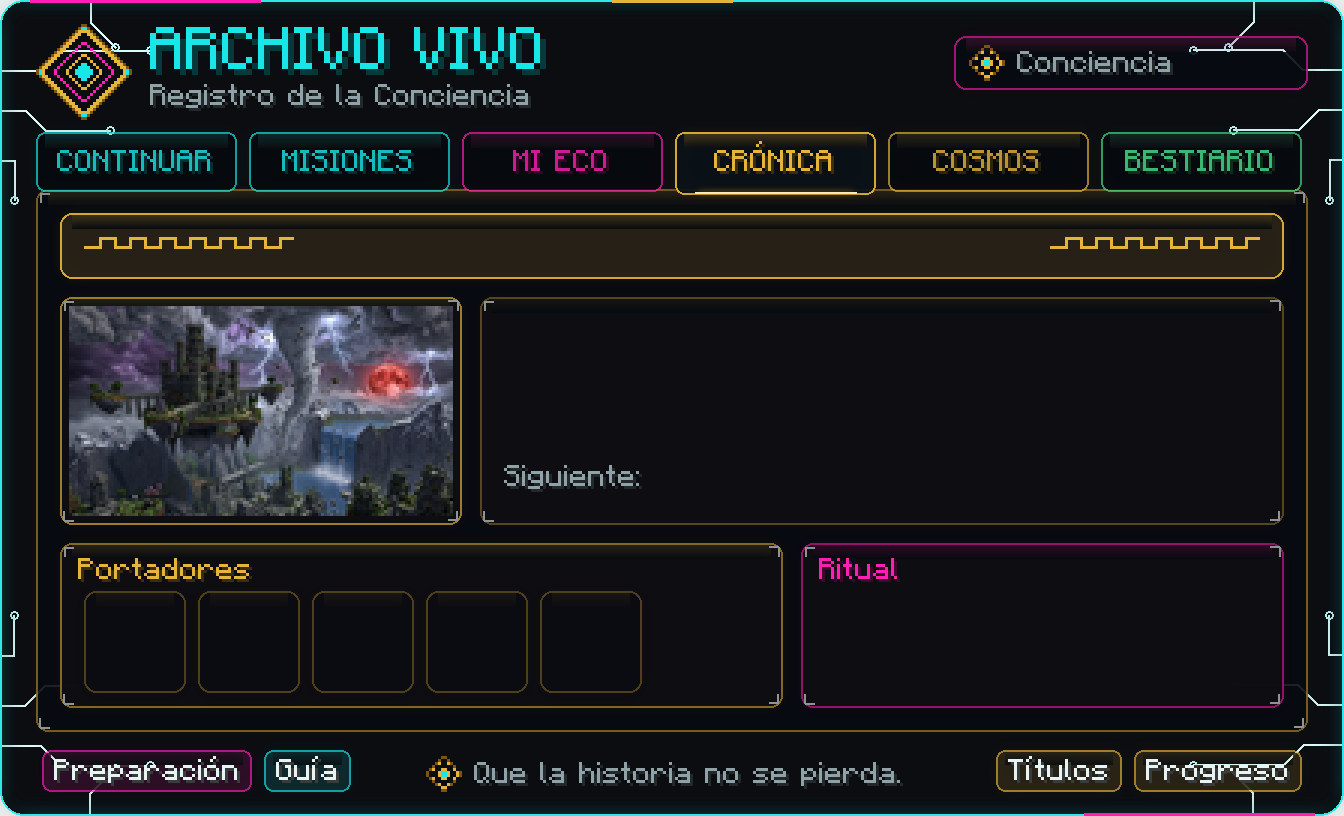 ARCHIVO VIVO
Registro de la Conciencia
Conciencia
CONTINUAR
MISIONES
MI ECO
CRÓNICA
COSMOS
BESTIARIO
Siguiente:
Portadores
Ritual
Preparación
Guía
Que la historia no se pierda.
Títulos
Progreso